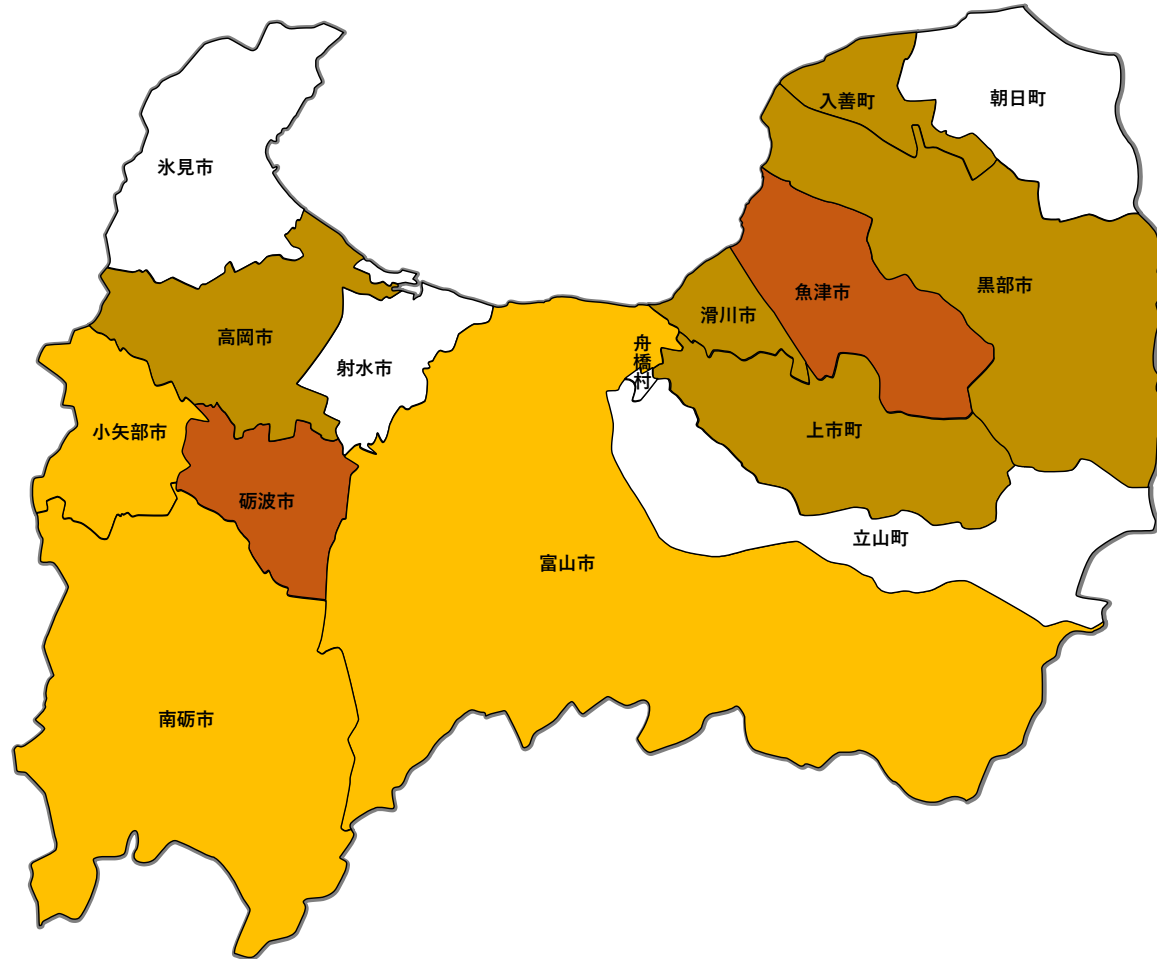 入善町
朝日町
氷見市
黒部市
魚津市
滑川市
高岡市
舟橋村
射水市
小矢部市
上市町
砺波市
立山町
富山市
南砺市